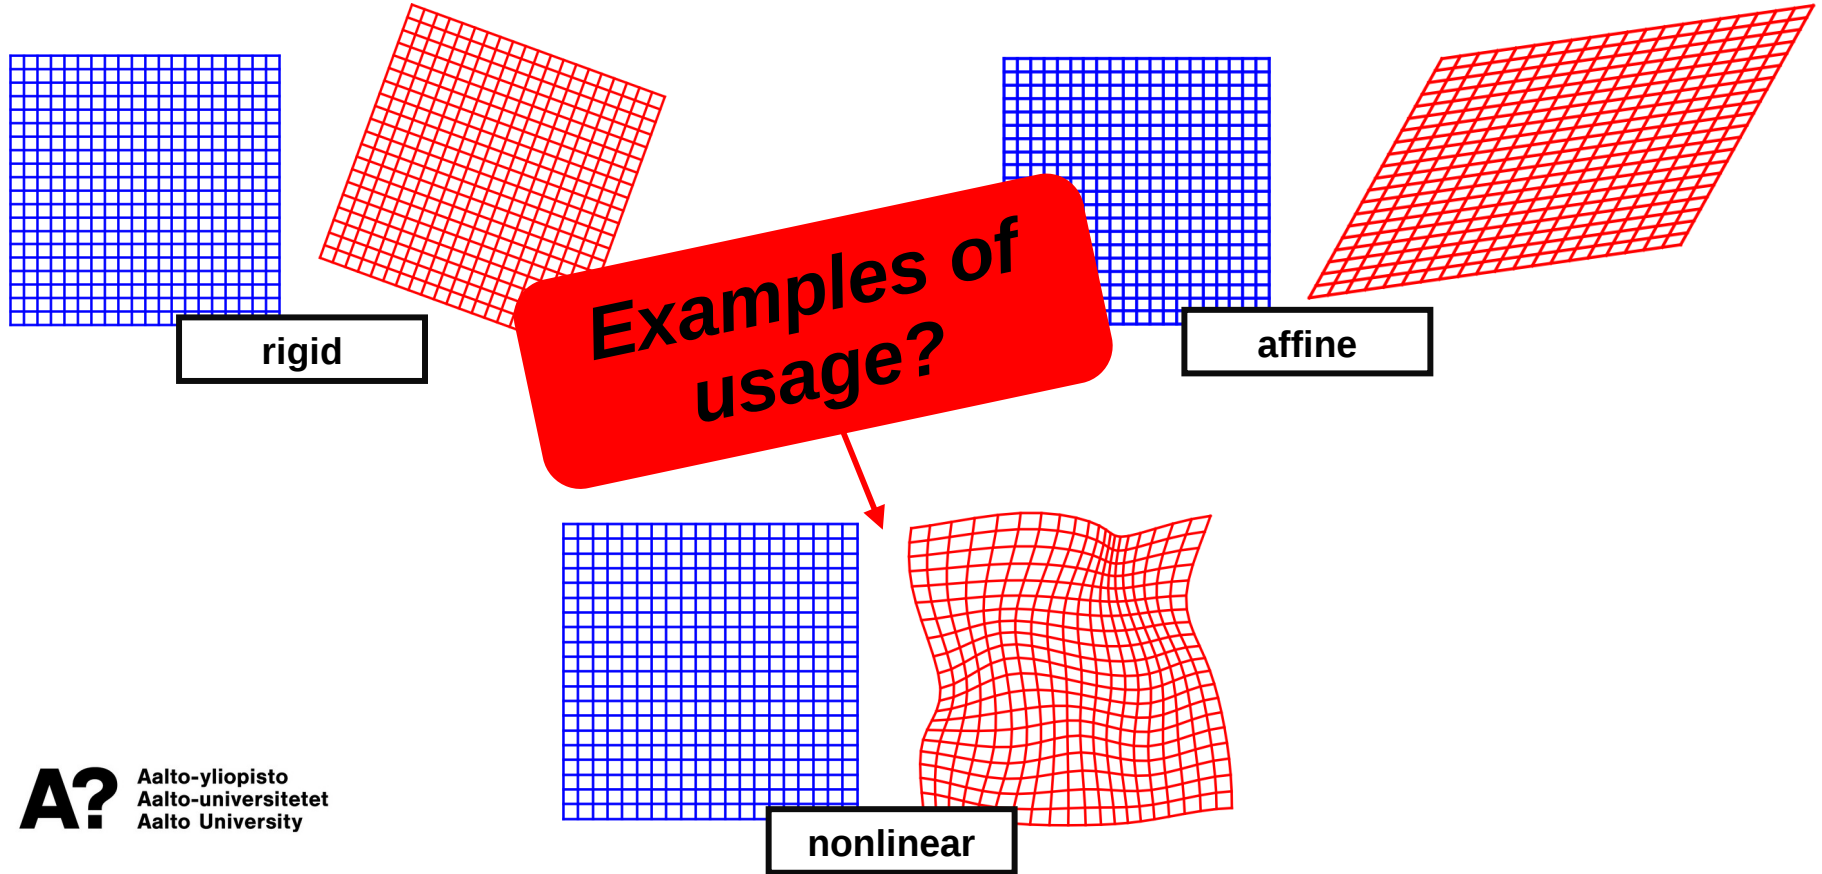 Examples of
usage?
rigid
affine
nonlinear
A?
Aalto-yliopisto
Aalto-universitetet
Aalto University